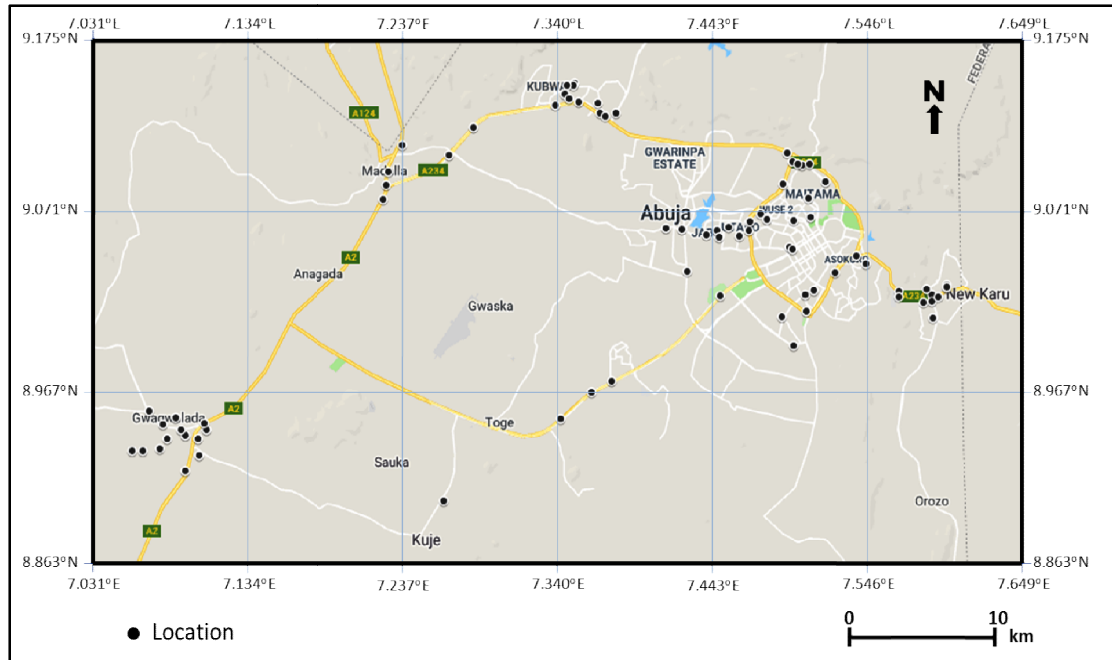 7.031°E 7.134°E 7.237°E 7.340°E 7.443°E 7.546°E 7.649°E
9.175°N 9.175°N
FEDERA
KUBWA
N
A124
GWARINPA
ESTATE
A234
MAITAMA
9.071°N Abuja WUSE 2 9.071°N
A2
ASOKORO
Anagada
New Karu
Gwaska
8.967°N 8.967°N
A2
Gwagwalada
Toge
Sauka
Orozo
A2
Kuje
8.863°N 8.863°N
7.031°E 7.134°E 7.237°E 7.340°E 7.443°E 7.546°E 7.649°E
Location
0 10
km